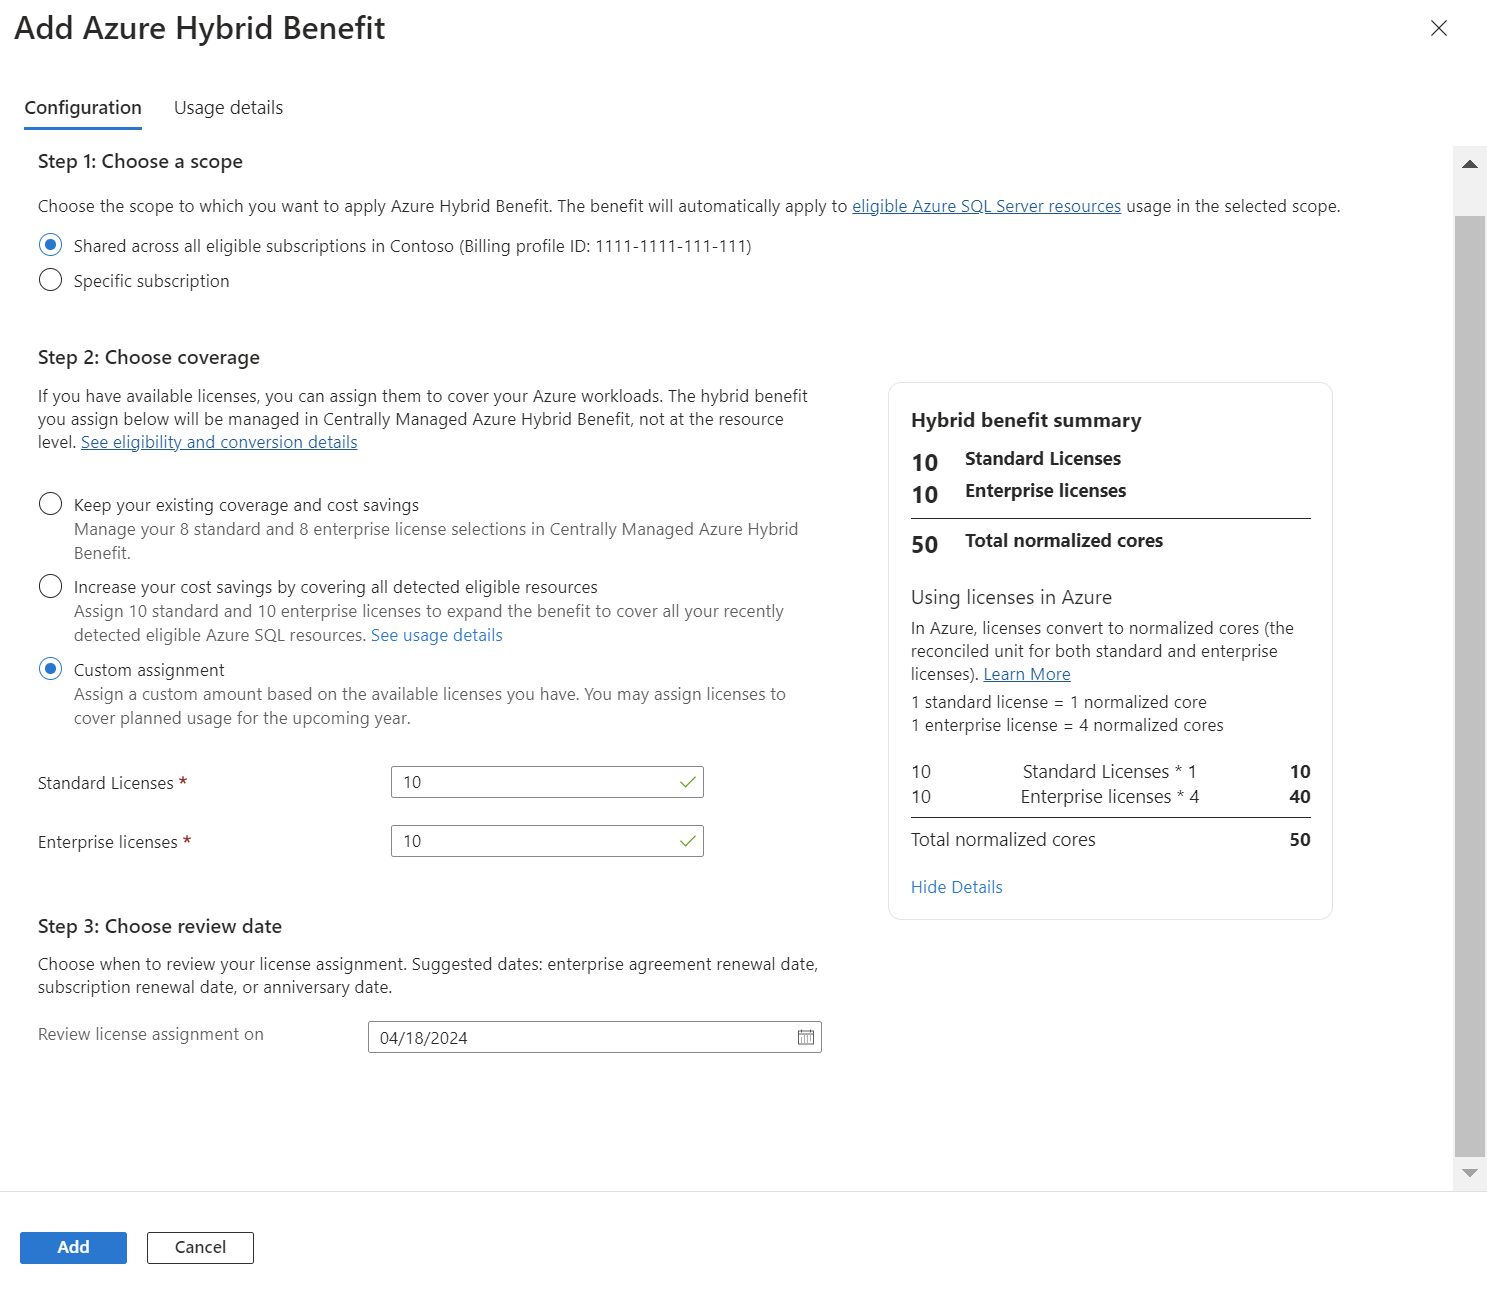 Add Azure Hybrid Benefit
Configuration
Usage details
Step 1: Choose a scope
Choose the scope to which you want to apply Azure Hybrid Benefit. The benefit will automatically apply to eligible Azure SQL Server resources usage in the selected scope.
Shared across all eligible subscriptions in Contoso (Billing profile ID: 1111-1111-111-111)
Specific subscription
Step 2: Choose coverage
If you have available licenses, you can assign them to cover your Azure workloads. The hybrid benefit
you assign below will be managed in Centrally Managed Azure Hybrid Benefit, not at the resource
level. See eligibility and conversion details
Keep your existing coverage and cost savings
Manage your 8 standard and 8 enterprise license selections in Centrally Managed Azure Hybrid
Benefit.
Increase your cost savings by covering all detected eligible resources
Assign 10 standard and 10 enterprise licenses to expand the benefit to cover all your recently
detected eligible Azure SQL resources. See usage details
Custom assignment
Assign a custom amount based on the available licenses you have. You may assign licenses to
cover planned usage for the upcoming year.
Standard Licenses *
10
Enterprise licenses *
10
Hybrid benefit summary
10 Standard Licenses
10 Enterprise licenses
50 Total normalized cores
Using licenses in Azure
In Azure, licenses convert to normalized cores (the
reconciled unit for both standard and enterprise
licenses). Learn More
1 standard license = 1 normalized core
1 enterprise license = 4 normalized cores
10 Standard Licenses * 1 10
10 Enterprise licenses * 4 40
Total normalized cores 50
Hide Details
Step 3: Choose review date
Choose when to review your license assignment. Suggested dates: enterprise agreement renewal date,
subscription renewal date, or anniversary date.
Review license assignment on
04/18/2024
Add
Cancel